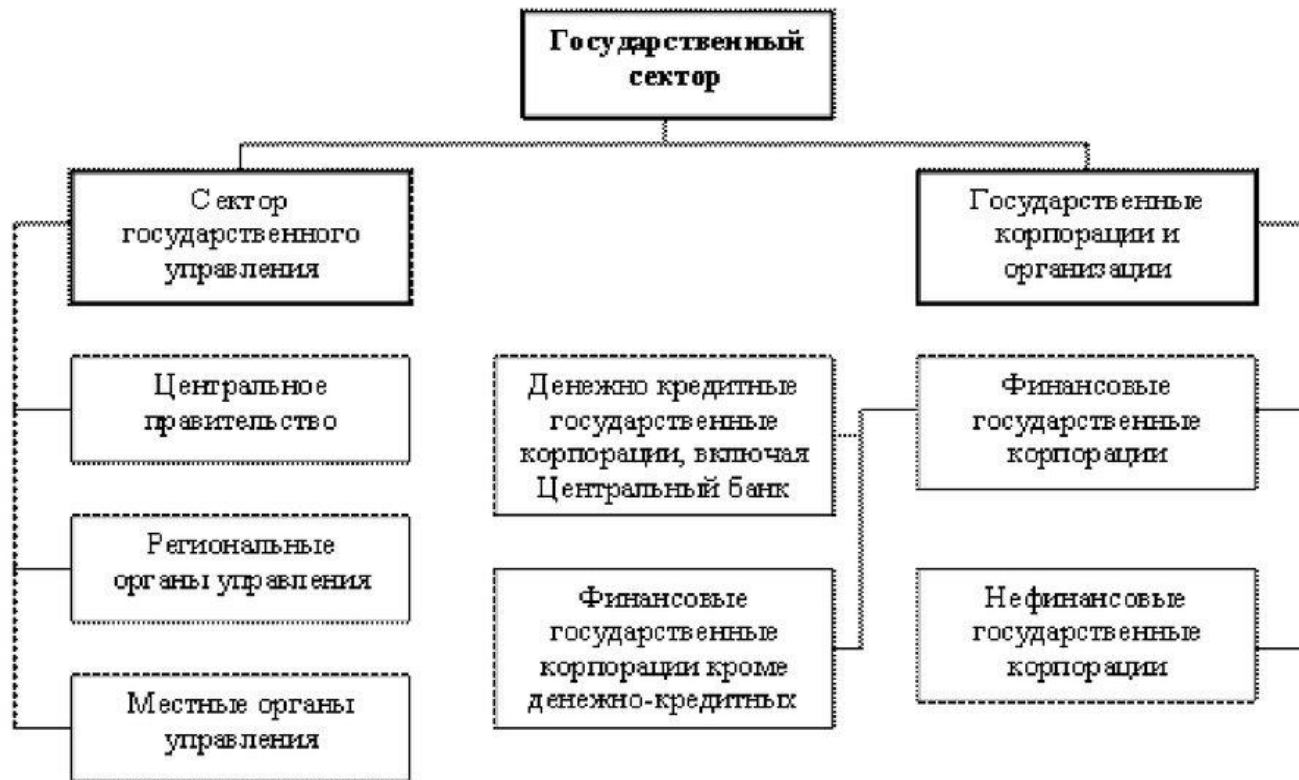 Государственный
сектор
Сектор
государственного
управления
Государственные
корпорации и
организации
Центральное
правительство
Денежно кредитные
государственные
корпорации, включая
Центральный банк
Финансовые
государственные
корпорации
Региональные
органы управления
Финансовые
государственные
корпорации кроме
денежно-кредитных
Нефинансовые
государственные
корпорации
Местные органы
управления